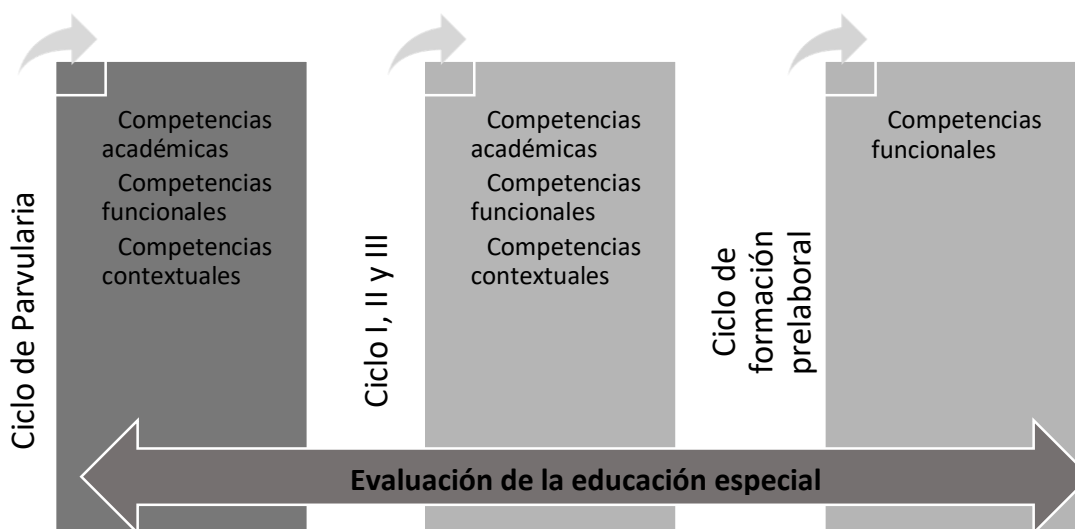 Ciclo de Parvularia
Competencias
académicas
Competencias
funcionales
Competencias
contextuales
Ciclo I, II y III
Competencias
académicas
Competencias
funcionales
Competencias
contextuales
Ciclo de
formación
prelaboral
Competencias
funcionales
Evaluación de la educación especial